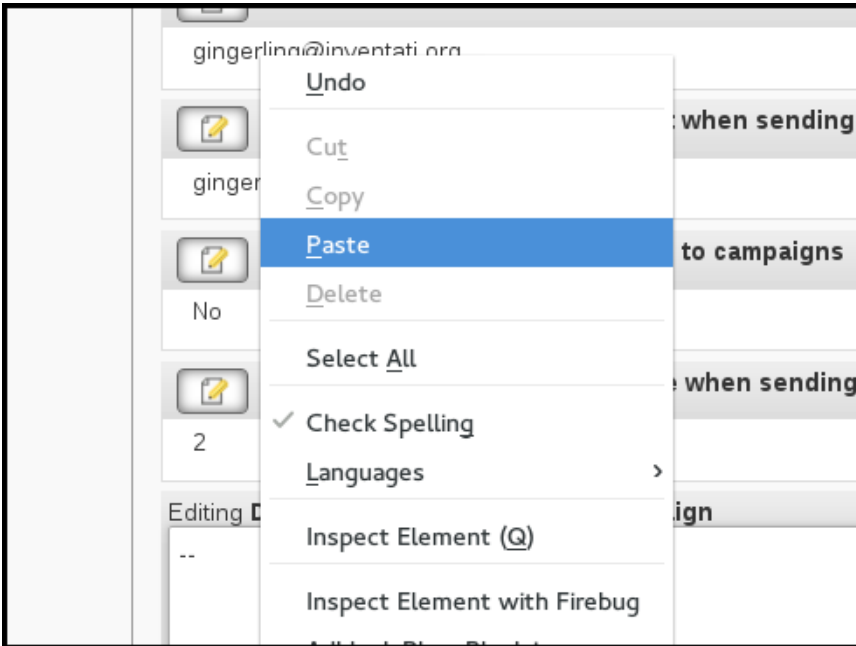 gingerling@inventati.org
Undo
when sending
Cut
ginger
Copy
Paste
to campaigns
Delete
No
Select All
when sending
Check Spelling
2
Languages
Editing D
ign
Inspect Element (Q)
--
Inspect Element with Firebug